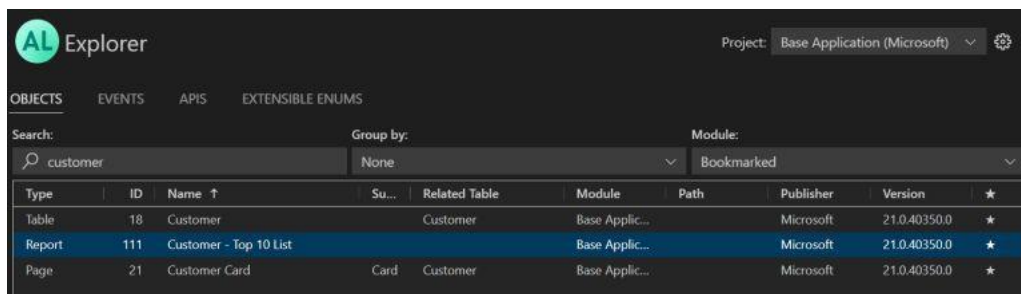 AL Explorer Project: Base Application (Microsoft)
OBJECTS EVENTS APIS EXTENSIBLE ENUMS
Search: Group by: Module:
customer None Bookmarked
Type ID Name ↑ Su... Related Table Module Path Publisher Version ★
Table 18 Customer Customer Base Applic... Microsoft 21.0.40350.0 ★
Report 111 Customer - Top 10 List Base Applic... Microsoft 21.0.40350.0 ★
Page 21 Customer Card Card Customer Base Applic... Microsoft 21.0.40350.0 ★